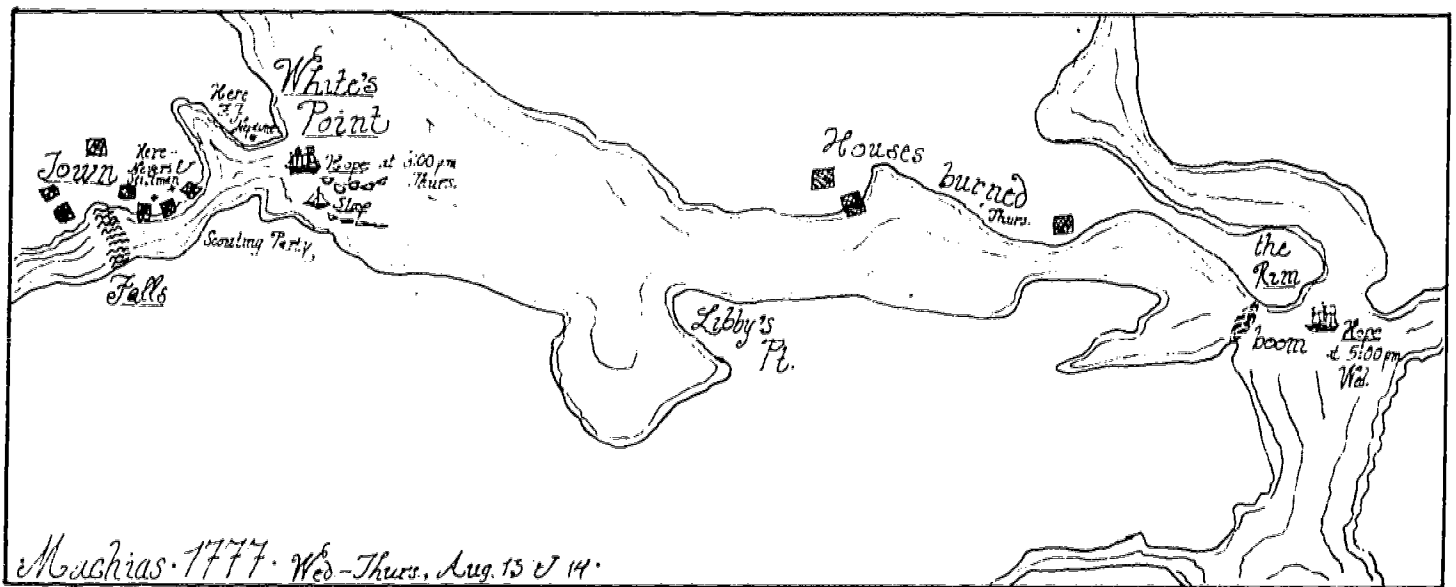 White's
Point
Here
F.J.
Town
Here -
Stillman
Hope at 5:00 pm
Thurs.
Sloop
Scouting Party,
Falls
Houses
burned
Thurs.
Libby's
Pt.
the
Rim
boom
Hope
at 5:00 pm
Wed.
Machias · 1777 · Wed - Thurs., Aug. 13 & 14 ·